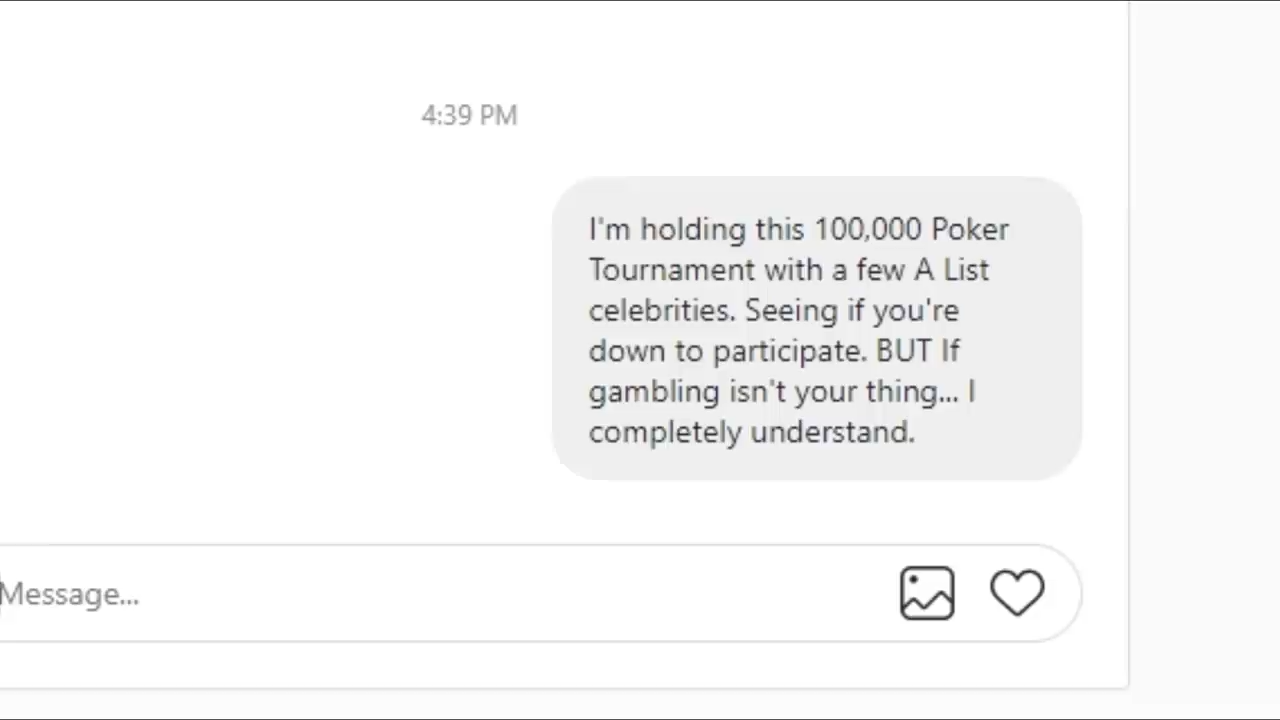 4:39 PM
I'm holding this 100,000 Poker
Tournament with a few A List
celebrities. Seeing if you're
down to participate. BUT If
gambling isn't your thing... I
completely understand.
Message...